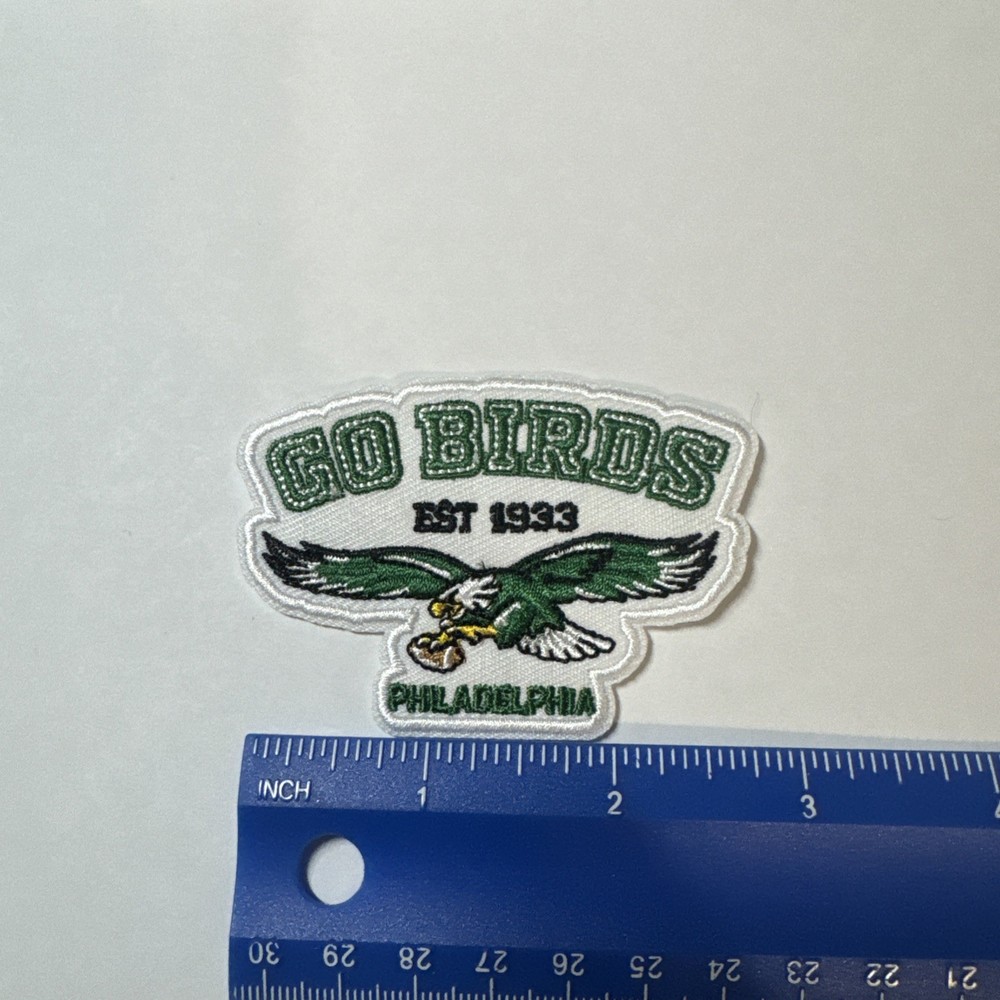 GO BIRDS
EST 1933
PHILADELPHIA
INCH 1 2 3
30 29 28 27 26 25 24 23 22 21